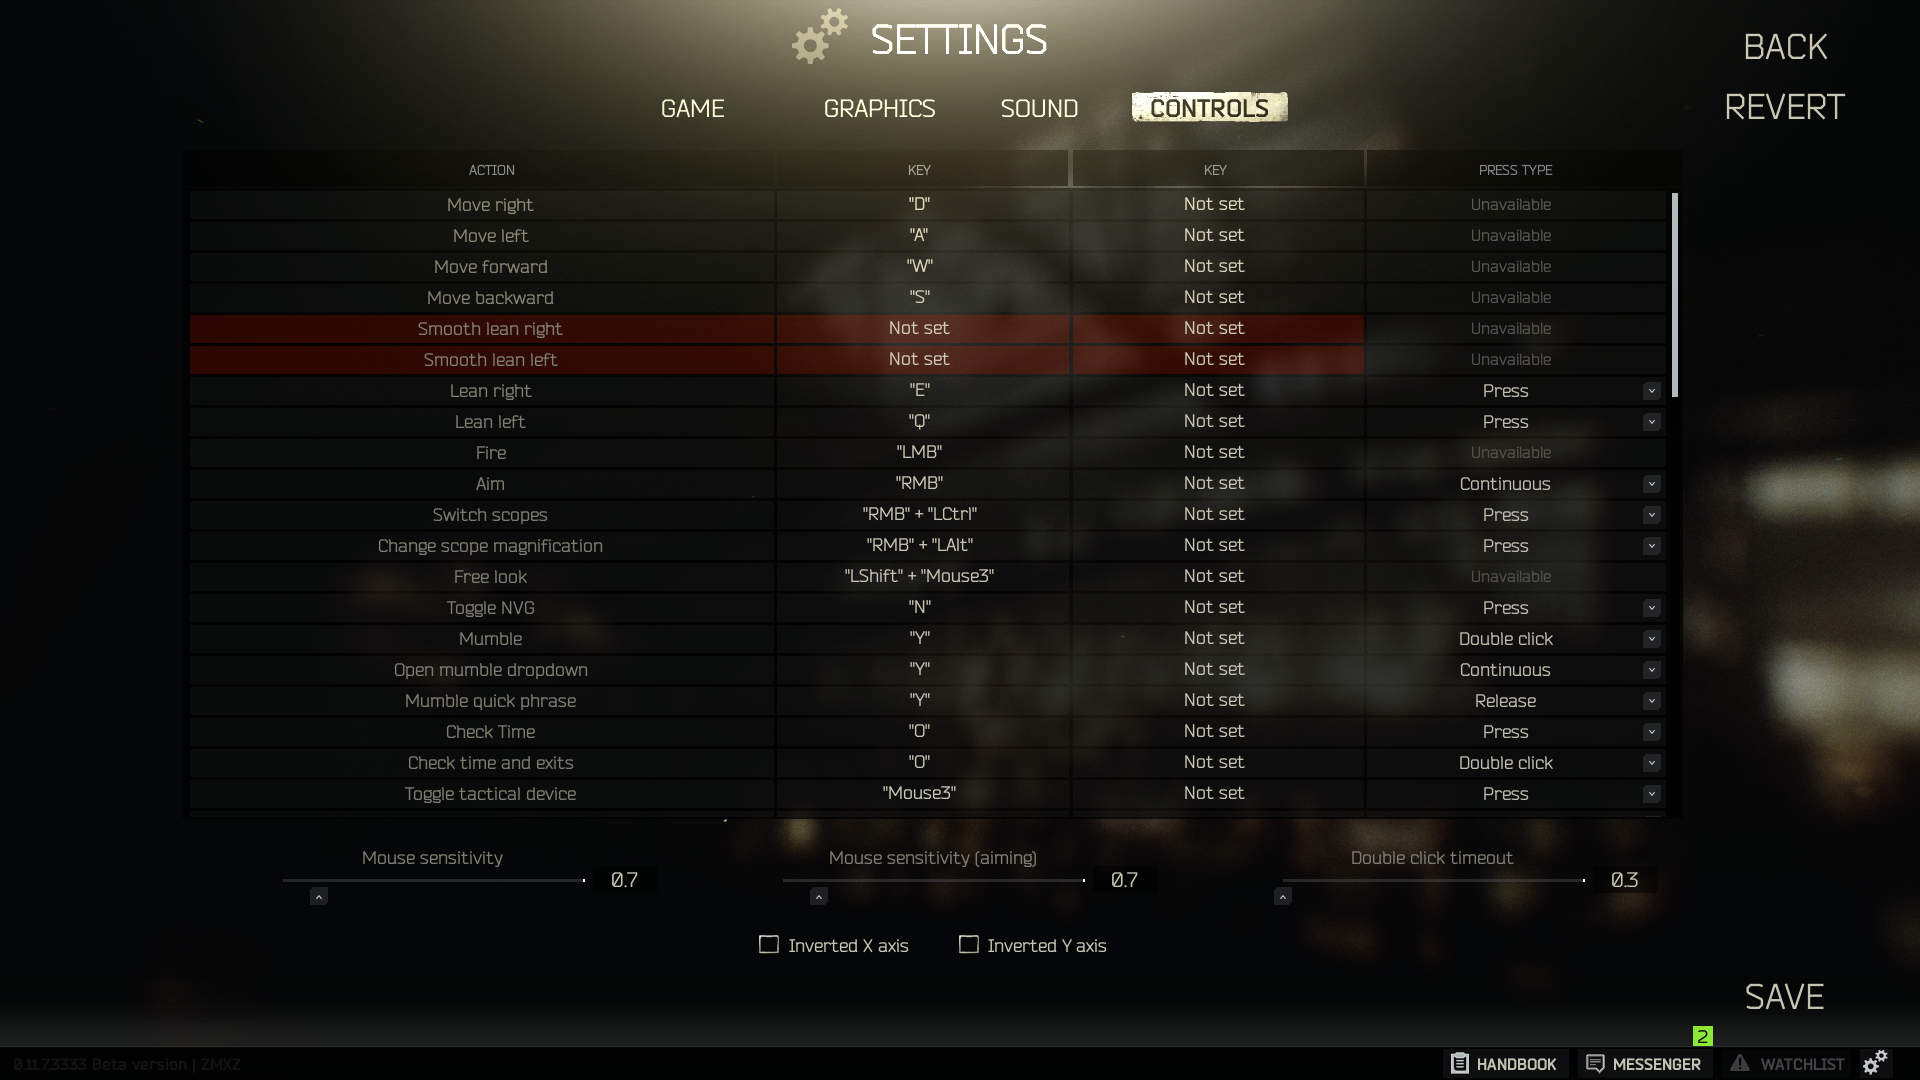 SETTINGS
BACK
GAME GRAPHICS SOUND CONTROLS
REVERT
ACTION KEY KEY PRESS TYPE
Move right "D" Not set Unavailable
Move left "A" Not set Unavailable
Move forward "W" Not set Unavailable
Move backward "S" Not set Unavailable
Smooth lean right Not set Not set Unavailable
Smooth lean left Not set Not set Unavailable
Lean right "E" Not set Press
Lean left "Q" Not set Press
Fire "LMB" Not set Unavailable
Aim "RMB" Not set Continuous
Switch scopes "RMB" + "LCtrl" Not set Press
Change scope magnification "RMB" + "LAlt" Not set Press
Free look "LShift" + "Mouse3" Not set Unavailable
Toggle NVG "N" Not set Press
Mumble "Y" Not set Double click
Open mumble dropdown "Y" Not set Continuous
Mumble quick phrase "Y" Not set Release
Check Time "O" Not set Press
Check time and exits "O" Not set Double click
Toggle tactical device "Mouse3" Not set Press
Mouse sensitivity 0.7 Mouse sensitivity (aiming) 0.7 Double click timeout 0.3
Inverted X axis Inverted Y axis
SAVE
2
0.11.7.3333 Beta version | ZMXZ HANDBOOK MESSENGER WATCHLIST